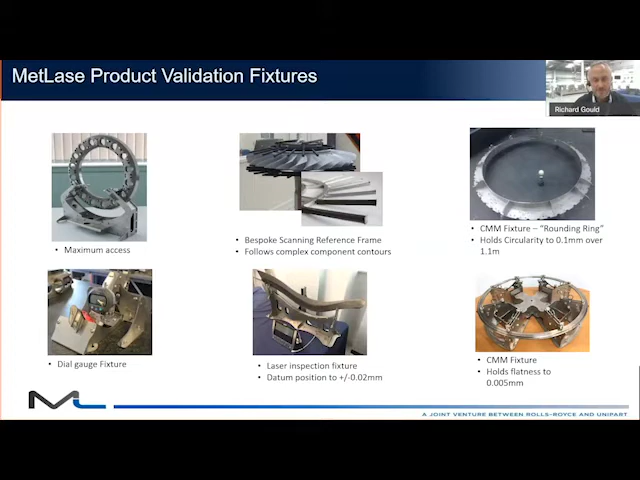 MetLase Product Validation Fixtures
Richard Gould
• Maximum access
• Bespoke Scanning Reference Frame
• Follows complex component contours
• CMM Fixture – “Rounding Ring”
• Holds Circularity to 0.1mm over
1.1m
• Dial gauge Fixture
• Laser inspection fixture
• Datum position to +/-0.02mm
• CMM Fixture
• Holds flatness to
0.005mm
A JOINT VENTURE BETWEEN ROLLS-ROYCE AND UNIPART